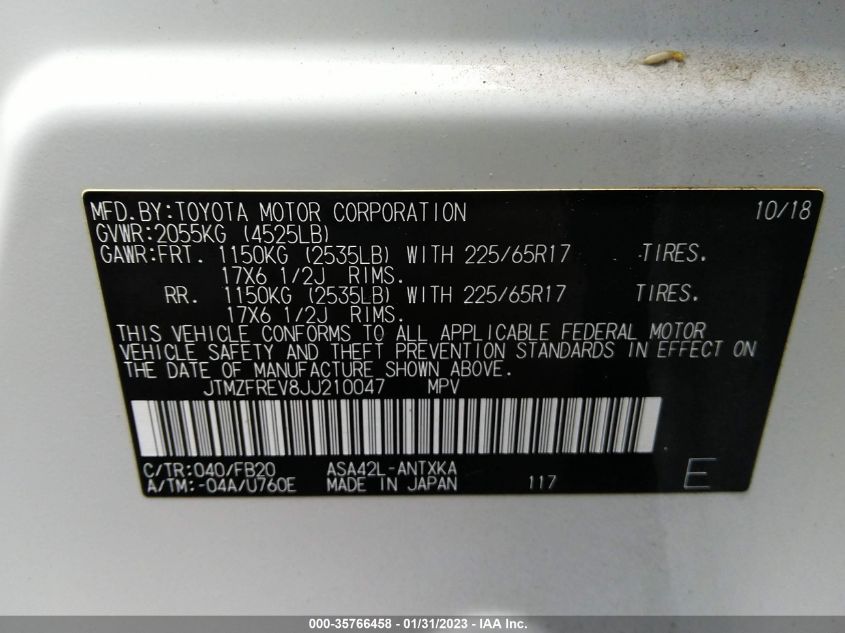 MFD.BY:TOYOTA MOTOR CORPORATION 10/18
GVWR:2055KG (4525LB)
GAWR:FRT. 1150KG (2535LB) WITH 225/65R17 TIRES.
17X6 1/2J RIMS.
RR. 1150KG (2535LB) WITH 225/65R17 TIRES.
17X6 1/2J RIMS.
THIS VEHICLE CONFORMS TO ALL APPLICABLE FEDERAL MOTOR
VEHICLE SAFETY AND THEFT PREVENTION STANDARDS IN EFFECT ON
THE DATE OF MANUFACTURE SHOWN ABOVE.
JTMZFREV8JJ210047 MPV
C/TR:040/FB20 ASA42L-ANTXKA
A/TM:-04A/U760E MADE IN JAPAN 117 E
000-35766458 - 01/31/2023 - IAA Inc.